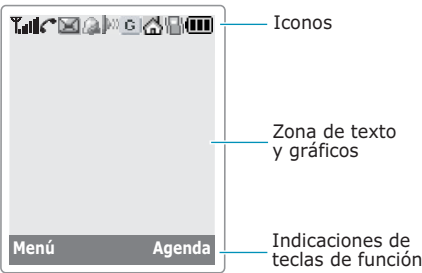 G
Iconos
Zona de texto
y gráficos
Menú Agenda
Indicaciones de
teclas de función